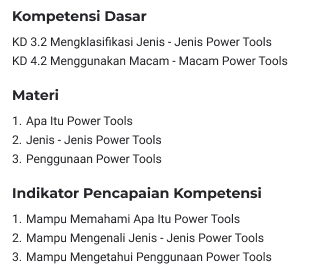 Kompetensi Dasar
KD 3.2 Mengklasifikasi Jenis - Jenis Power Tools
KD 4.2 Menggunakan Macam - Macam Power Tools
Materi
1. Apa Itu Power Tools
2. Jenis - Jenis Power Tools
3. Penggunaan Power Tools
Indikator Pencapaian Kompetensi
1. Mampu Memahami Apa Itu Power Tools
2. Mampu Mengenali Jenis - Jenis Power Tools
3. Mampu Mengetahui Penggunaan Power Tools